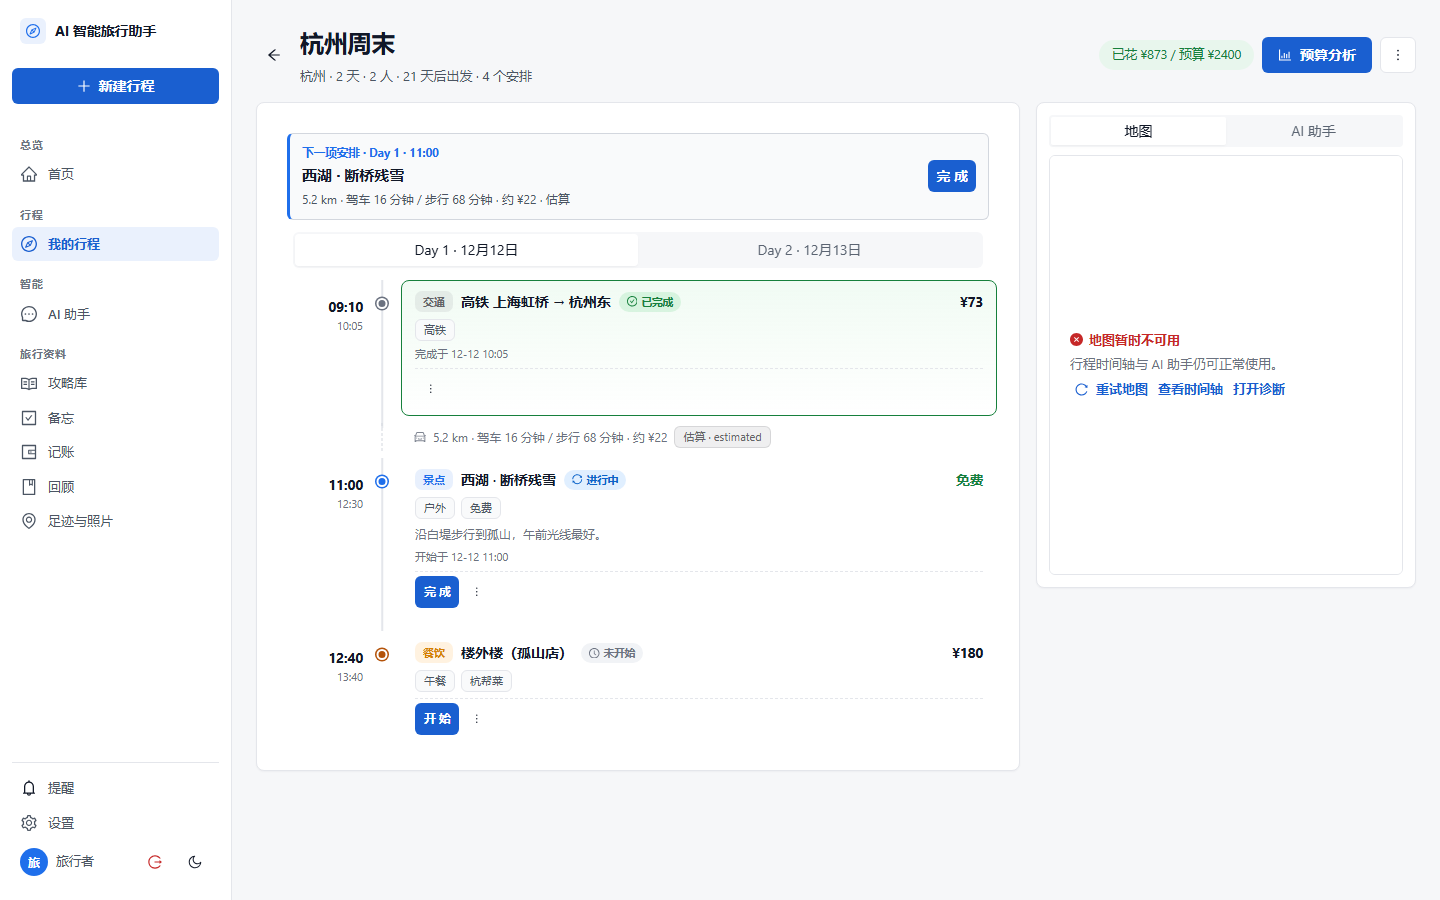 AI 智能旅行助手
新建行程
总览
首页
行程
我的行程
智能
AI 助手
旅行资料
攻略库
备忘
记账
回顾
足迹与照片
提醒
设置
旅 旅行者
杭州周末
杭州 · 2 天 · 2 人 · 21 天后出发 · 4 个安排
已花 ¥873 / 预算 ¥2400
预算分析
下一项安排 · Day 1 · 11:00
西湖 · 断桥残雪
5.2 km · 驾车 16 分钟 / 步行 68 分钟 · 约 ¥22 · 估算
完成
Day 1 · 12月12日
Day 2 · 12月13日
09:10
10:05
交通 高铁 上海虹桥 → 杭州东 已完成 ¥73
高铁
完成于 12-12 10:05
5.2 km · 驾车 16 分钟 / 步行 68 分钟 · 约 ¥22 估算 · estimated
11:00
12:30
景点 西湖 · 断桥残雪 进行中 免费
户外 免费
沿白堤步行到孤山，午前光线最好。
开始于 12-12 11:00
完成
12:40
13:40
餐饮 楼外楼（孤山店） 未开始 ¥180
午餐 杭帮菜
开始
地图
AI 助手
地图暂时不可用
行程时间轴与 AI 助手仍可正常使用。
重试地图 查看时间轴 打开诊断